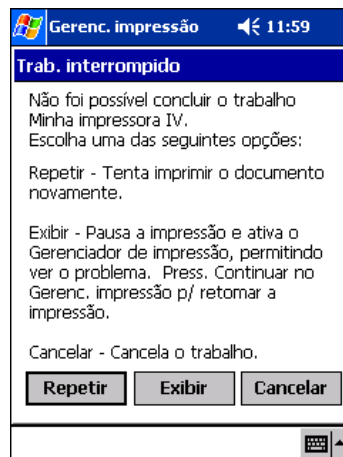 Gerenc. impressão 11:59
Trab. interrompido
Não foi possível concluir o trabalho
Minha impressora IV.
Escolha uma das seguintes opções:
Repetir - Tenta imprimir o documento
novamente.
Exibir - Pausa a impressão e ativa o
Gerenciador de impressão, permitindo
ver o problema. Press. Continuar no
Gerenc. impressão p/ retomar a
impressão.
Cancelar - Cancela o trabalho.
Repetir Exibir Cancelar